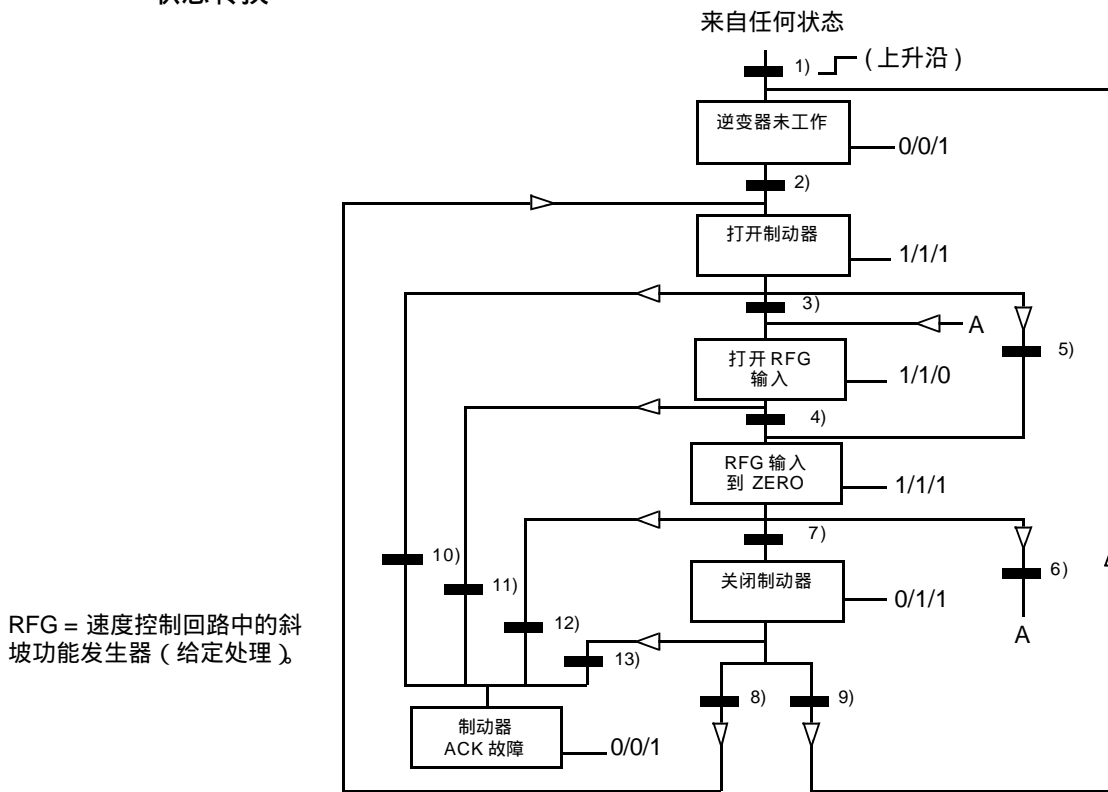 状态转换
来自任何状态
1)
(上升沿)
逆变器未工作
0/0/1
2)
打开制动器
1/1/1
3)
A
5)
打开 RFG
输入
1/1/0
4)
RFG 输入
到 ZERO
1/1/1
7)
10)
6)
11)
关闭制动器
0/1/1
A
RFG = 速度控制回路中的斜
坡功能发生器(给定处理)。
12)
13)
8)
9)
制动器
ACK 故障
0/0/1